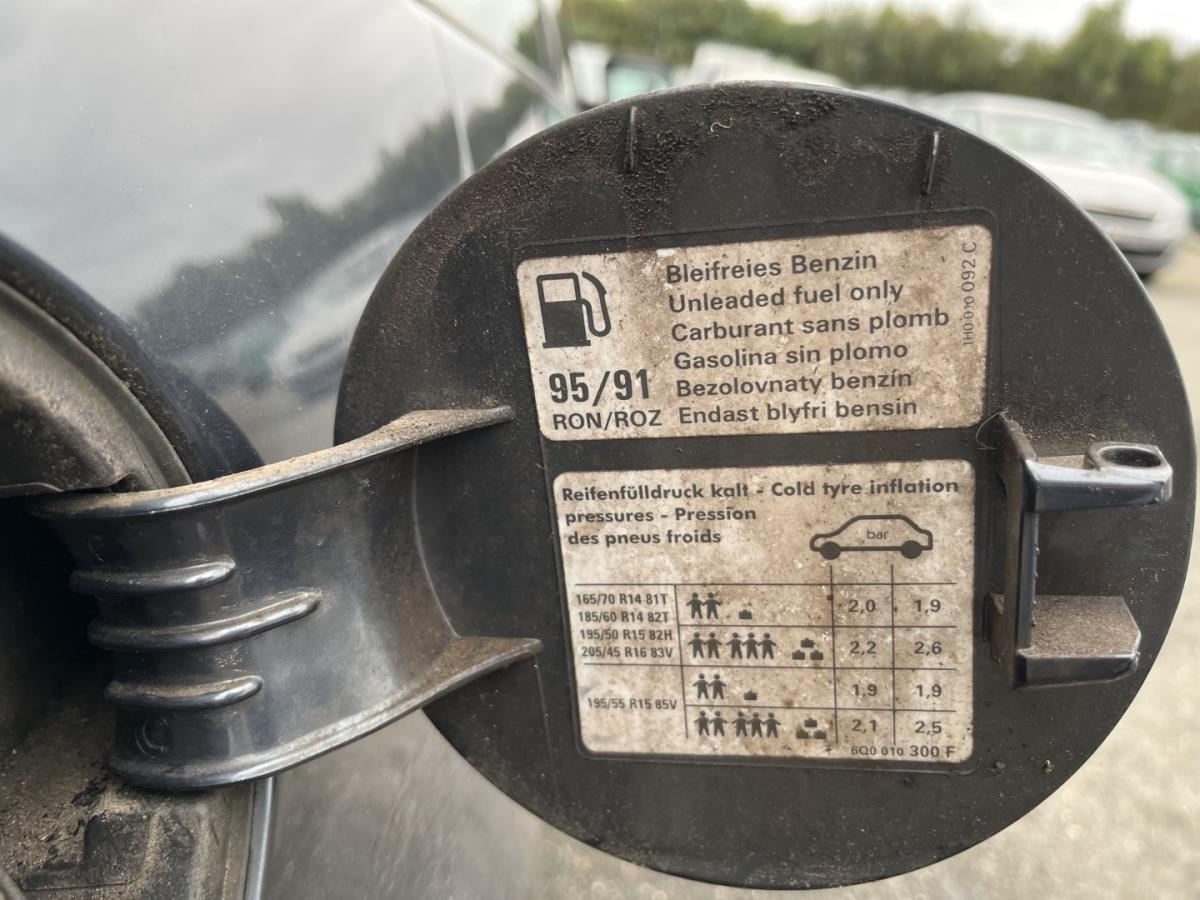 Bleifreies Benzin
Unleaded fuel only
Carburant sans plomb
Gasolina sin plomo
95/91
Bezolovnatý benzín
RON/ROZ
Endast blyfri bensin
1H0 010 092 C
Reifenfülldruck kalt - Cold tyre inflation
pressures - Pression
des pneus froids
bar
165/70 R14 81T
185/60 R14 82T
2,0 1,9
195/50 R15 82H
205/45 R16 83V
2,2 2,6
195/55 R15 85V
1,9 1,9
2,1 2,5
6Q0 010 300 F